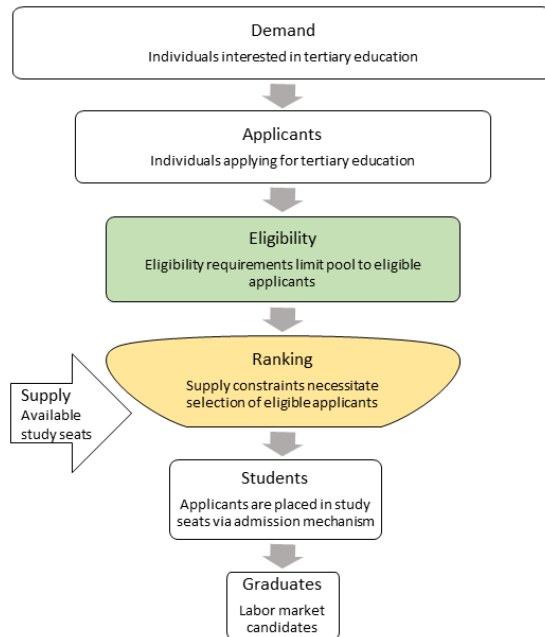 Demand
Individuals interested in tertiary education
Applicants
Individuals applying for tertiary education
Eligibility
Eligibility requirements limit pool to eligible
applicants
Ranking
Supply constraints necessitate
selection of eligible applicants
Supply
Available
study seats
Students
Applicants are placed in study
seats via admission mechanism
Graduates
Labor market
candidates